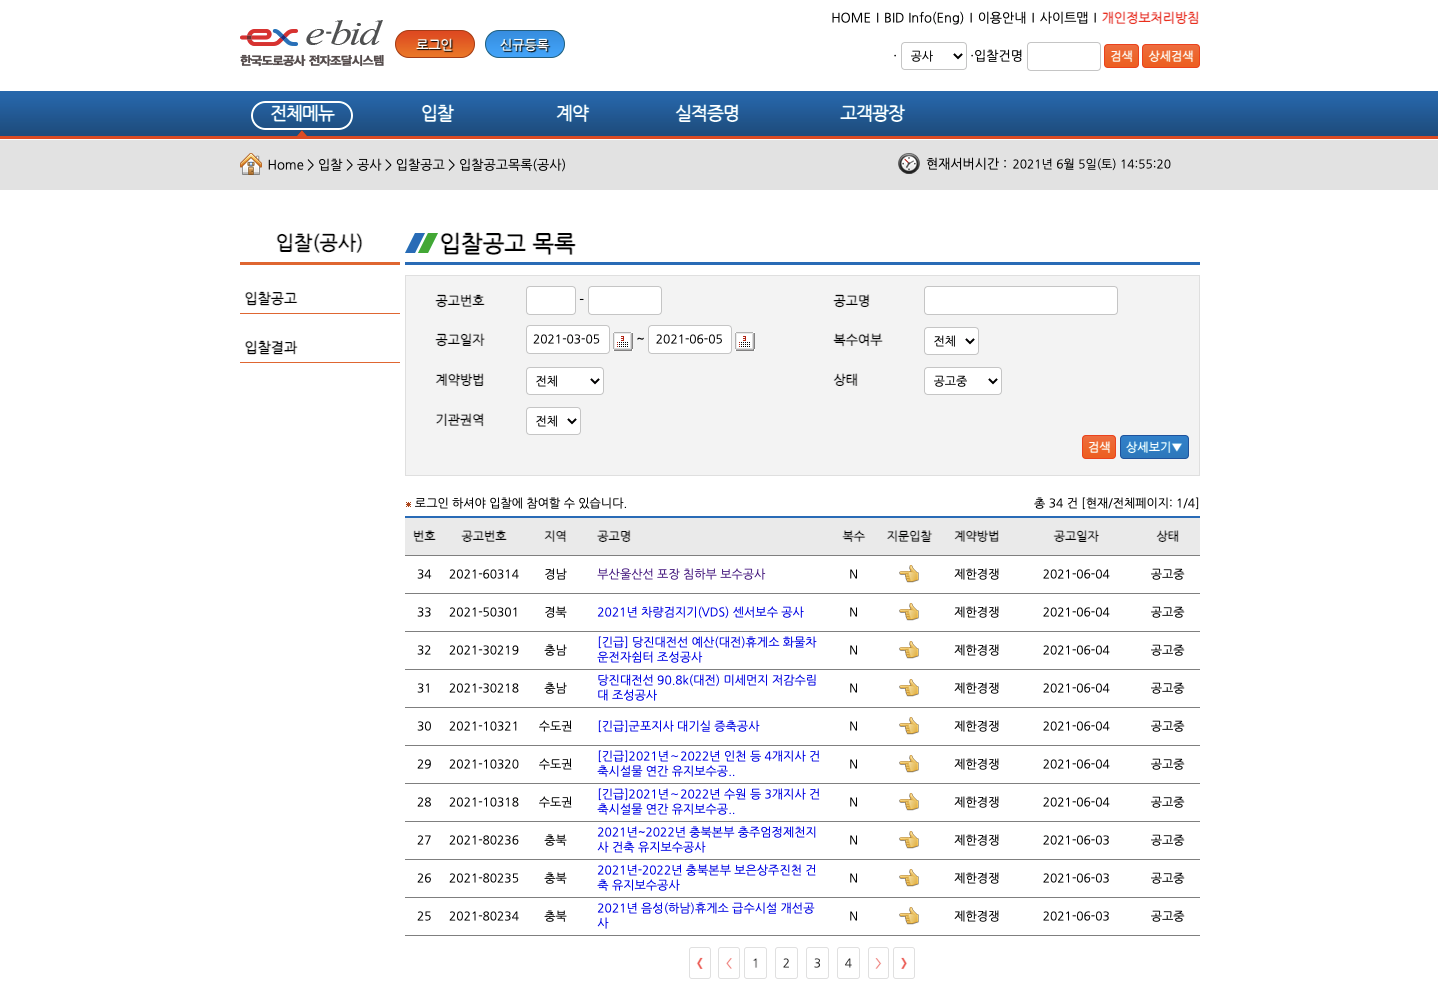 HOME I BID Info(Eng) I 이용안내 I 사이트맵 I 개인정보처리방침
ex e-bid
한국도로공사 전자조달시스템
로그인 신규등록
· 공사 ·입찰건명 검색 상세검색
전체메뉴 입찰 계약 실적증명 고객광장
Home > 입찰 > 공사 > 입찰공고 > 입찰공고목록(공사)
현재서버시간 : 2021년 6월 5일(토) 14:55:20
입찰(공사)
입찰공고
입찰결과
입찰공고 목록
공고번호 - 공고명
공고일자 2021-03-05 ~ 2021-06-05 복수여부 전체
계약방법 전체 상태 공고중
기관권역 전체
검색 상세보기▼
로그인 하셔야 입찰에 참여할 수 있습니다.
총 34 건 [현재/전체페이지: 1/4]
번호 공고번호 지역 공고명 복수 지문입찰 계약방법 공고일자 상태
34 2021-60314 경남 부산울산선 포장 침하부 보수공사 N 제한경쟁 2021-06-04 공고중
33 2021-50301 경북 2021년 차량검지기(VDS) 센서보수 공사 N 제한경쟁 2021-06-04 공고중
32 2021-30219 충남 [긴급] 당진대전선 예산(대전)휴게소 화물차
운전자쉼터 조성공사 N 제한경쟁 2021-06-04 공고중
31 2021-30218 충남 당진대전선 90.8k(대전) 미세먼지 저감수림
대 조성공사 N 제한경쟁 2021-06-04 공고중
30 2021-10321 수도권 [긴급]군포지사 대기실 증축공사 N 제한경쟁 2021-06-04 공고중
29 2021-10320 수도권 [긴급]2021년～2022년 인천 등 4개지사 건
축시설물 연간 유지보수공.. N 제한경쟁 2021-06-04 공고중
28 2021-10318 수도권 [긴급]2021년～2022년 수원 등 3개지사 건
축시설물 연간 유지보수공.. N 제한경쟁 2021-06-04 공고중
27 2021-80236 충북 2021년~2022년 충북본부 충주엄정제천지
사 건축 유지보수공사 N 제한경쟁 2021-06-03 공고중
26 2021-80235 충북 2021년-2022년 충북본부 보은상주진천 건
축 유지보수공사 N 제한경쟁 2021-06-03 공고중
25 2021-80234 충북 2021년 음성(하남)휴게소 급수시설 개선공
사 N 제한경쟁 2021-06-03 공고중
《 〈 1 2 3 4 〉 》